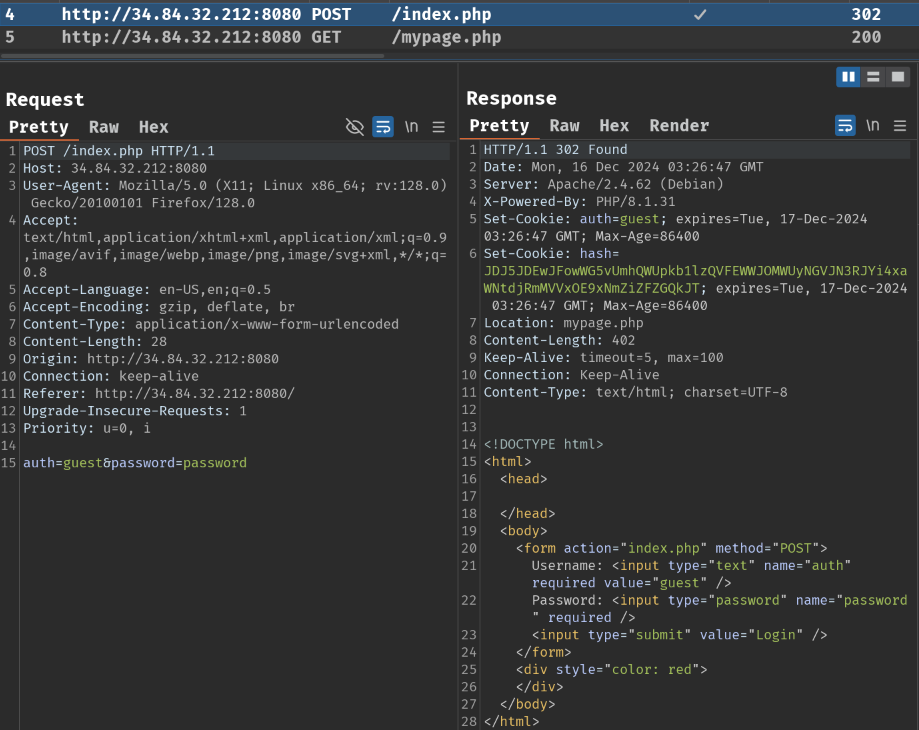 4 http://34.84.32.212:8080 POST /index.php ✓ 302
5 http://34.84.32.212:8080 GET /mypage.php 200
Request
Pretty Raw Hex \n
1 POST /index.php HTTP/1.1
2 Host: 34.84.32.212:8080
3 User-Agent: Mozilla/5.0 (X11; Linux x86_64; rv:128.0)
Gecko/20100101 Firefox/128.0
4 Accept:
text/html,application/xhtml+xml,application/xml;q=0.9
,image/avif,image/webp,image/png,image/svg+xml,*/*;q=
0.8
5 Accept-Language: en-US,en;q=0.5
6 Accept-Encoding: gzip, deflate, br
7 Content-Type: application/x-www-form-urlencoded
8 Content-Length: 28
9 Origin: http://34.84.32.212:8080
10 Connection: keep-alive
11 Referer: http://34.84.32.212:8080/
12 Upgrade-Insecure-Requests: 1
13 Priority: u=0, i
14
15 auth=guest&password=password
Response
Pretty Raw Hex Render \n
1 HTTP/1.1 302 Found
2 Date: Mon, 16 Dec 2024 03:26:47 GMT
3 Server: Apache/2.4.62 (Debian)
4 X-Powered-By: PHP/8.1.31
5 Set-Cookie: auth=guest; expires=Tue, 17-Dec-2024
03:26:47 GMT; Max-Age=86400
6 Set-Cookie: hash=
JDJ5JDEwJFowWG5vUmhQWUpkb1lzQVFEWWJOMWUyNGVJN3RJYi4xa
WNtdjRmMVVxOE9xNmZiZFZGQkJT; expires=Tue, 17-Dec-2024
03:26:47 GMT; Max-Age=86400
7 Location: mypage.php
8 Content-Length: 402
9 Keep-Alive: timeout=5, max=100
10 Connection: Keep-Alive
11 Content-Type: text/html; charset=UTF-8
12
13
14 <!DOCTYPE html>
15 <html>
16 <head>
17
18 </head>
19 <body>
20 <form action="index.php" method="POST">
21 Username: <input type="text" name="auth"
required value="guest" />
22 Password: <input type="password" name="password
" required />
23 <input type="submit" value="Login" />
24 </form>
25 <div style="color: red">
26 </div>
27 </body>
28 </html>